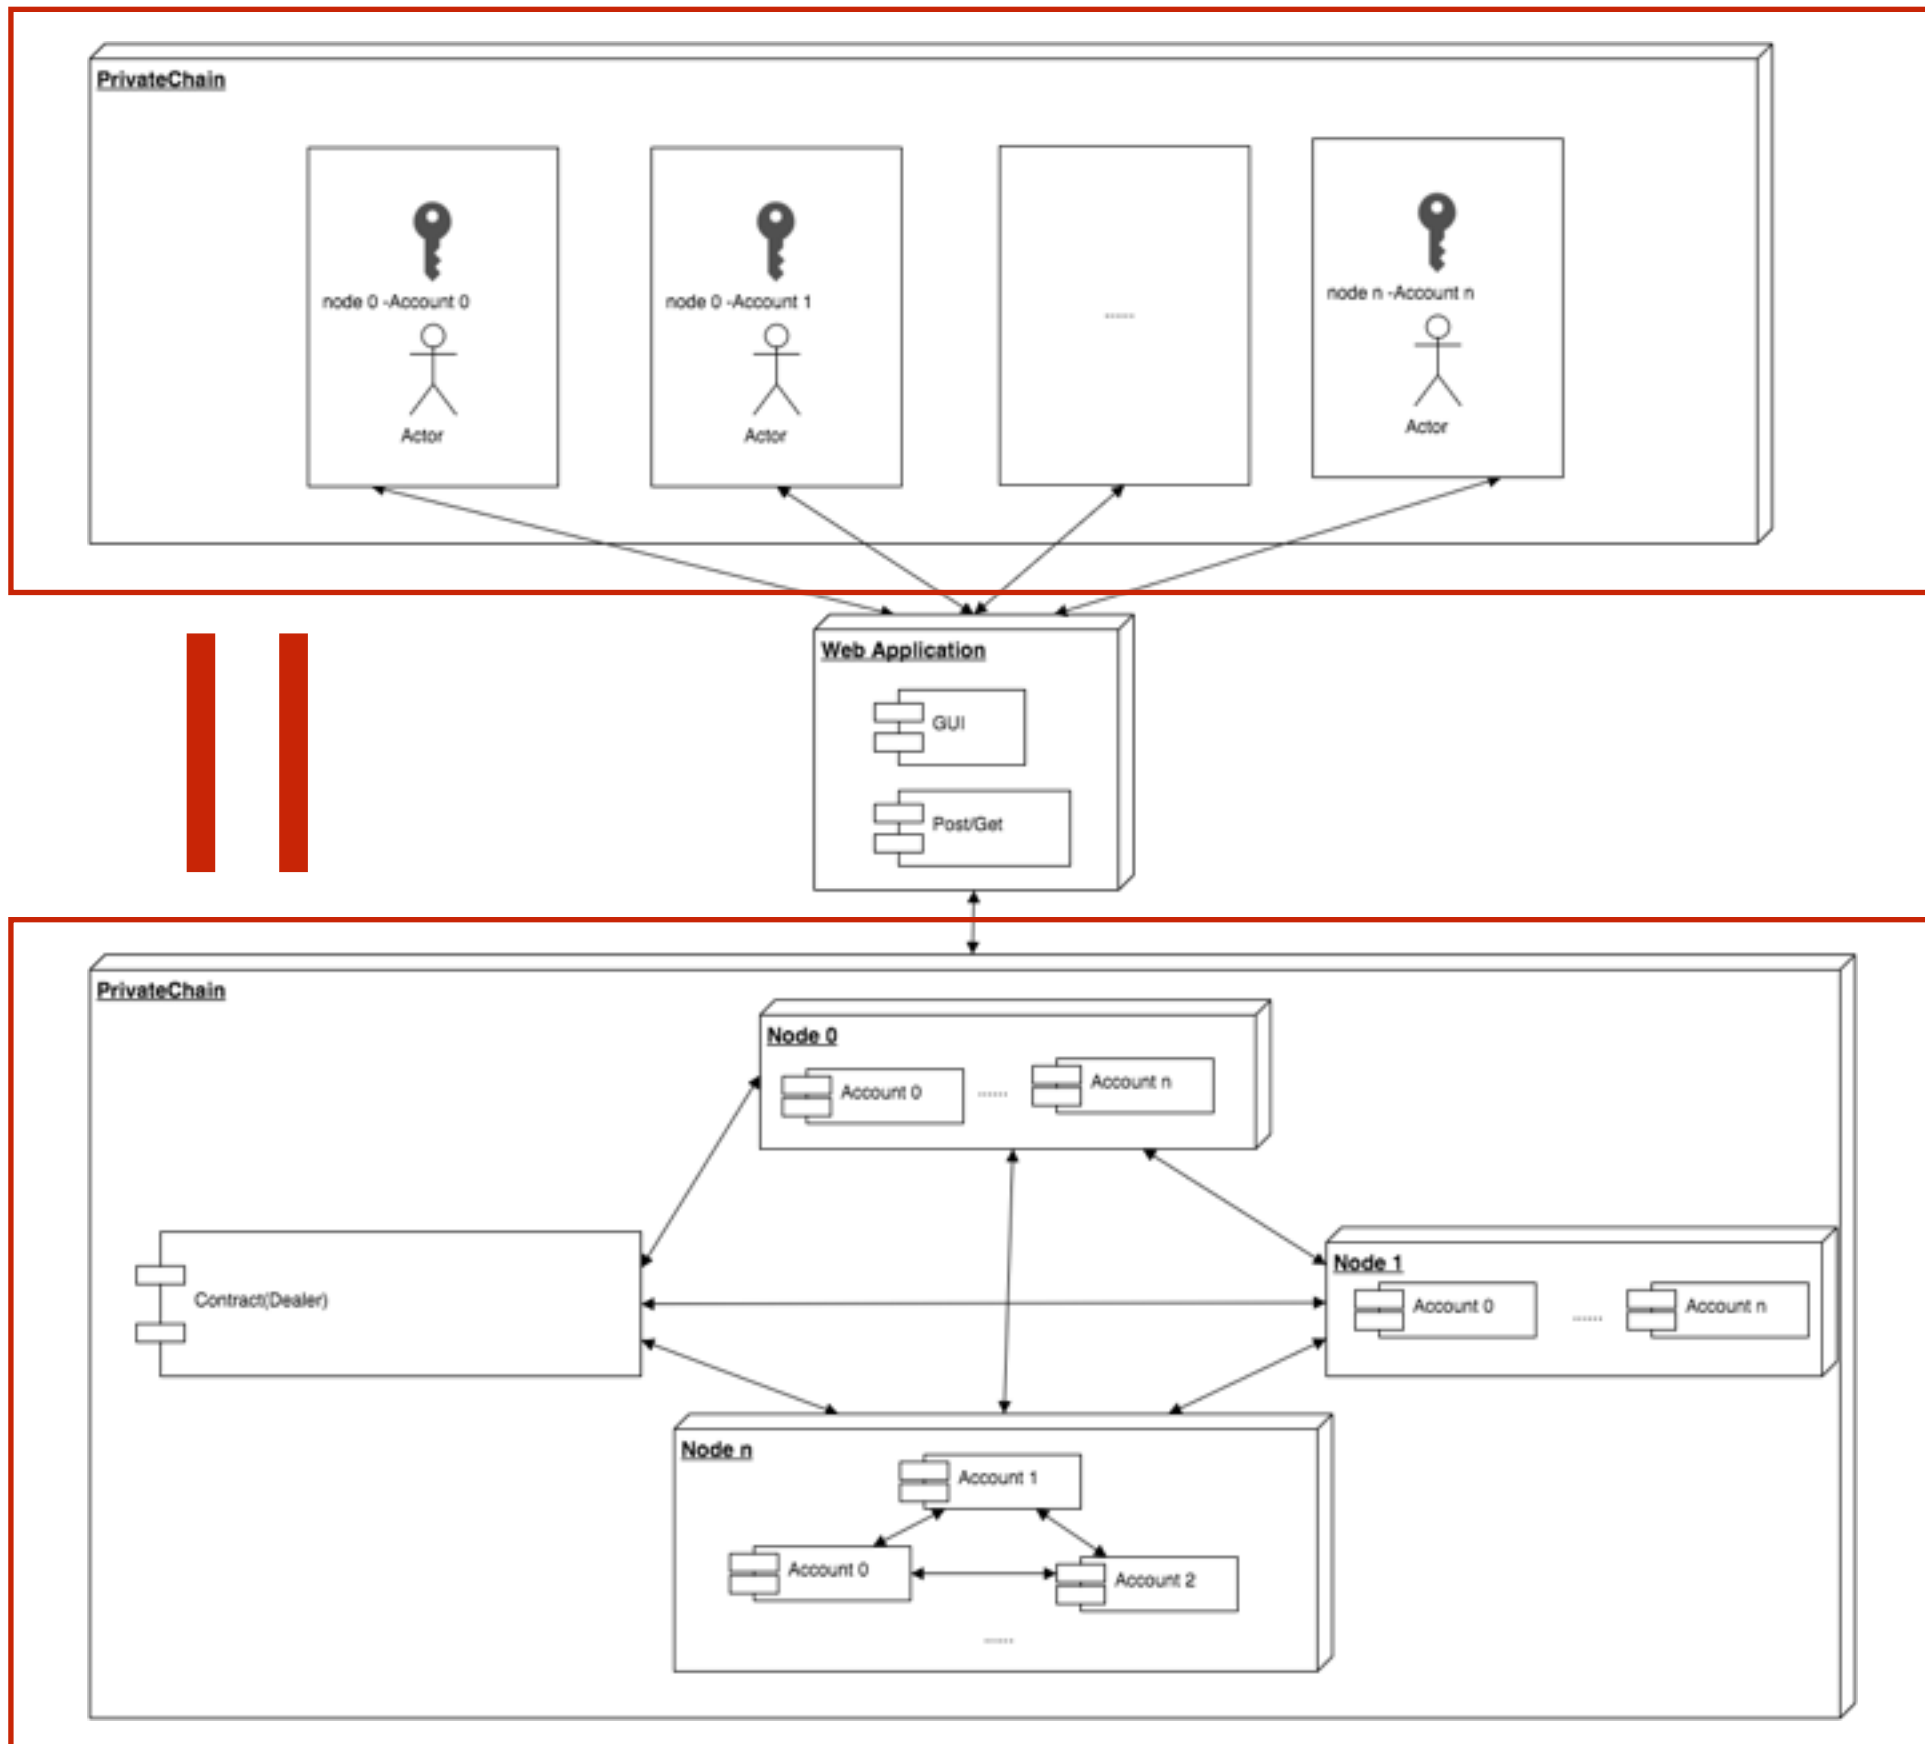 PrivateChain
node 0 -Account 0
Actor
node 0 -Account 1
Actor
......
node n -Account n
Actor
Web Application
GUI
Post/Get
PrivateChain
Node 0
Account 0
......
Account n
Contract(Dealer)
Node 1
Account 0
......
Account n
Node n
Account 1
Account 0
Account 2
......